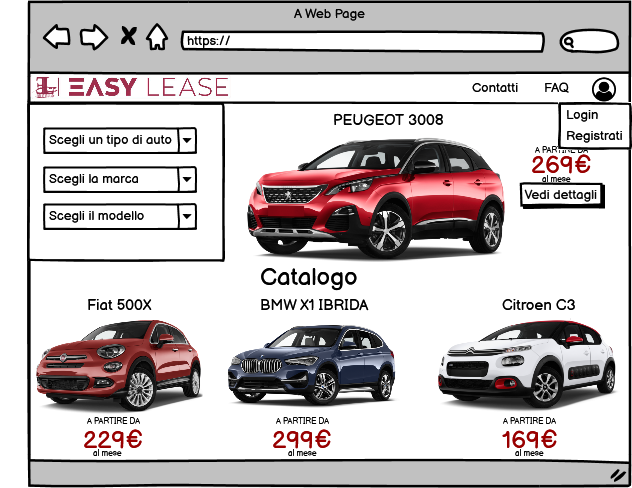 A Web Page
https://
EASY LEASE
Contatti
FAQ
Login
Registrati
Scegli un tipo di auto
Scegli la marca
Scegli il modello
PEUGEOT 3008
A PARTIRE DA
269€
al mese
Vedi dettagli
Catalogo
Fiat 500X
BMW X1 IBRIDA
Citroen C3
A PARTIRE DA
229€
al mese
A PARTIRE DA
299€
al mese
A PARTIRE DA
169€
al mese